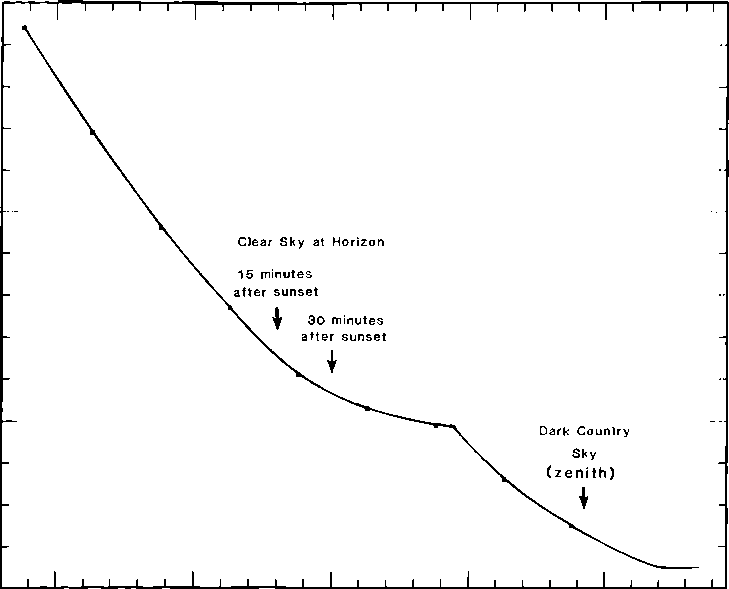 Clear Sky at Horizon
15 minutes
after sunset
30 minutes
after sunset
Dark Country
Sky
(zenith)